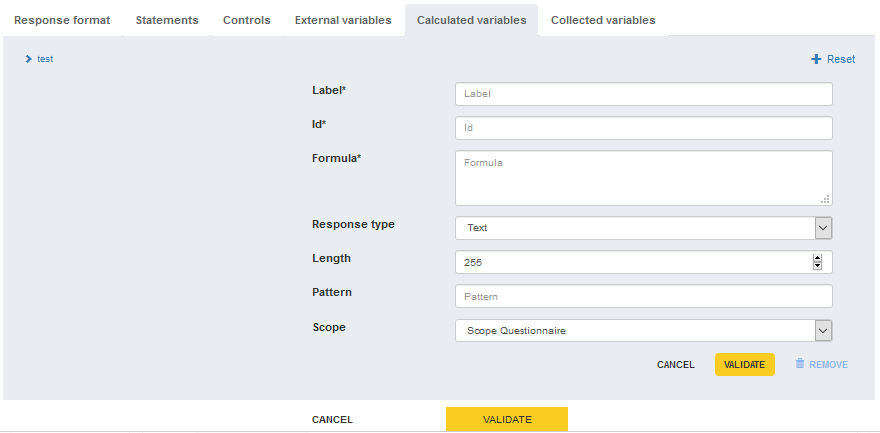 Response format Statements Controls External variables Calculated variables Collected variables
test Reset
Label* Label
Id* Id
Formula* Formula
Response type Text
Length 255
Pattern Pattern
Scope Scope Questionnaire
CANCEL VALIDATE REMOVE
CANCEL VALIDATE